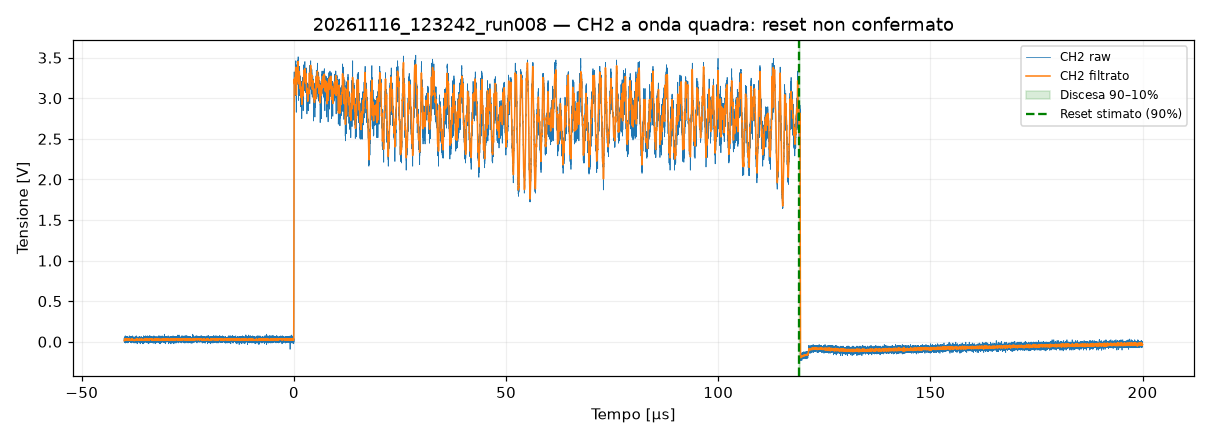 20261116_123242_run008 — CH2 a onda quadra: reset non confermato
Tensione [V]
3.5
3.0
2.5
2.0
1.5
1.0
0.5
0.0
CH2 raw
CH2 filtrato
Discesa 90–10%
Reset stimato (90%)
−50
0
50
100
150
200
Tempo [µs]